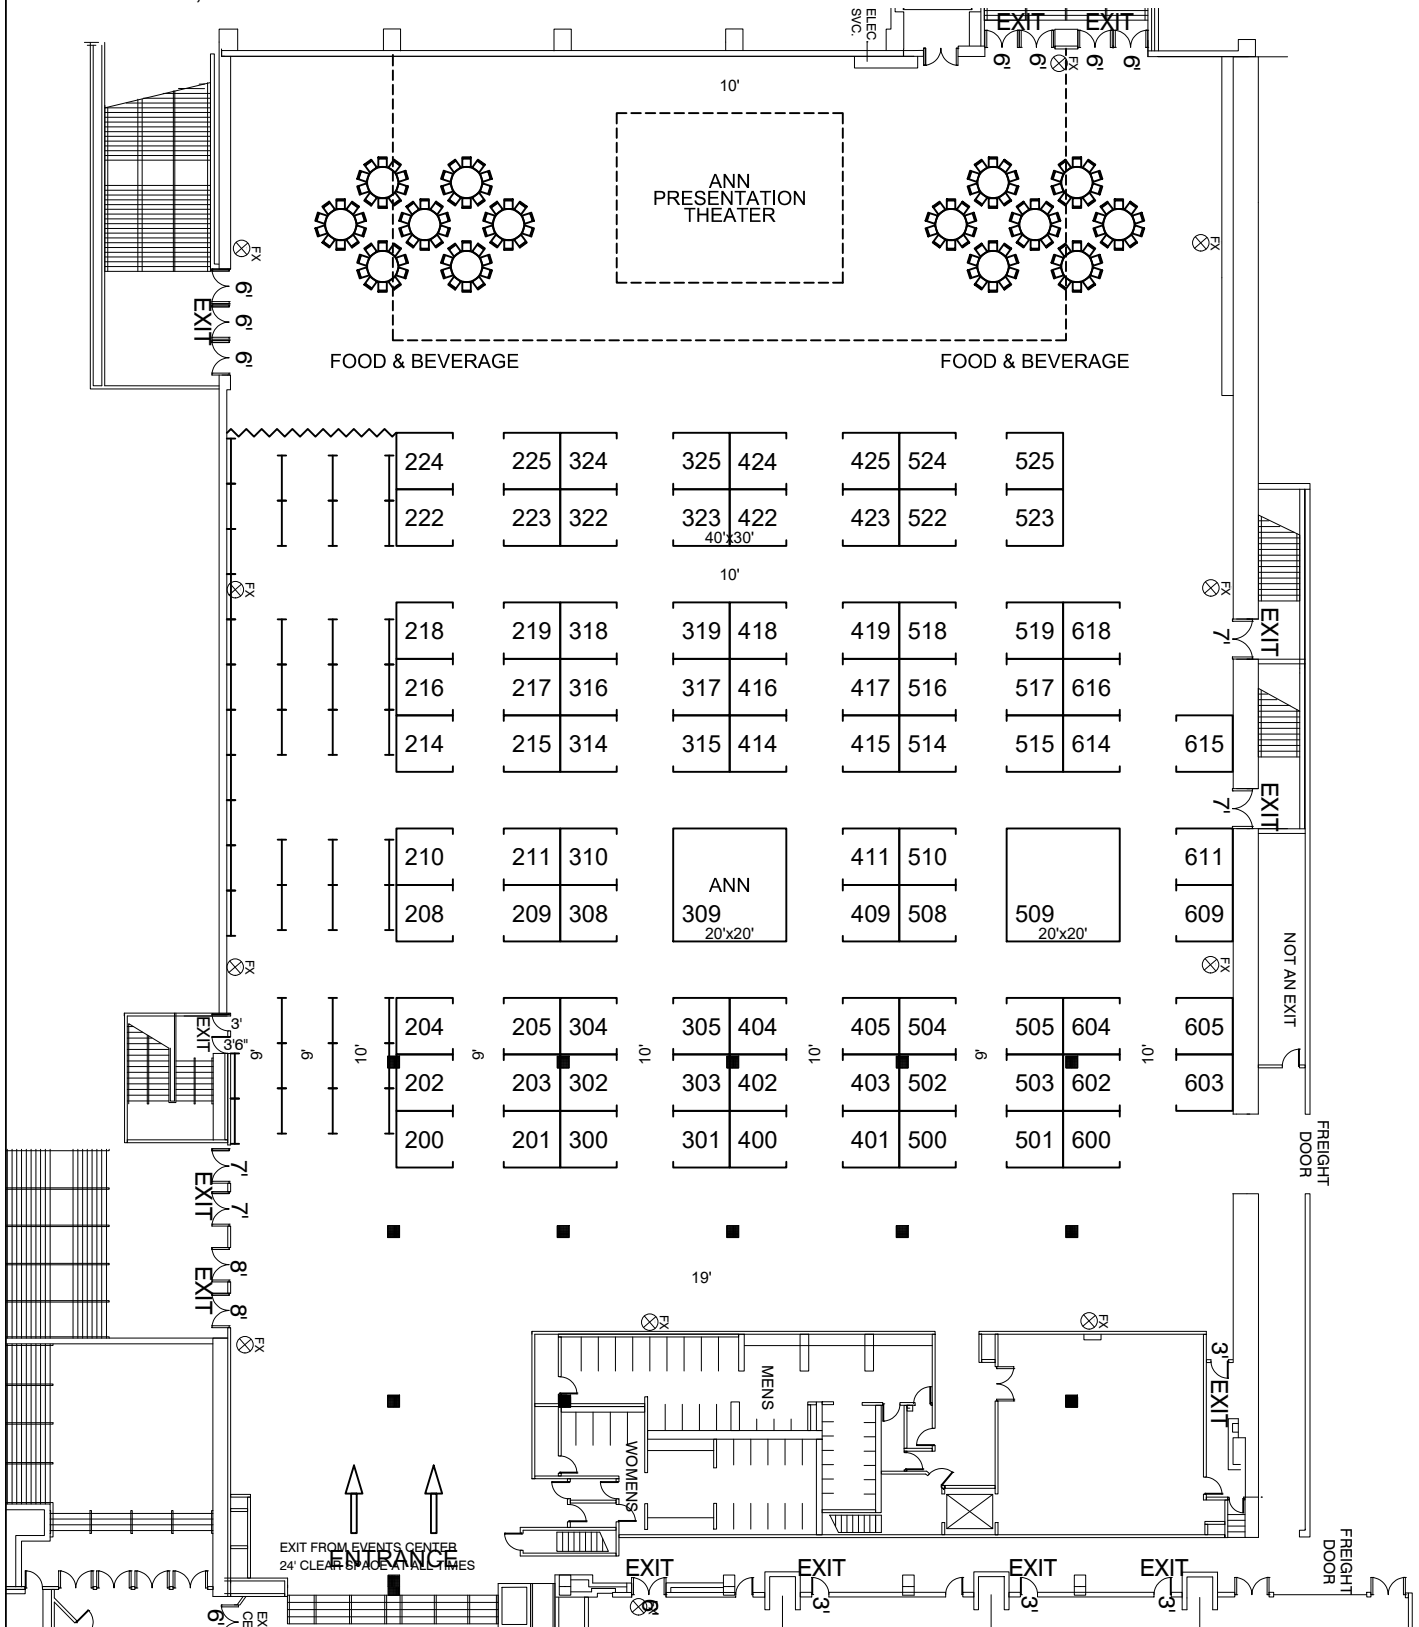 ELEC.
SVC.
EXIT EXIT
6' 6' FX 6' 6'
10'
ANN
PRESENTATION
THEATER
FX
FX
6'
EXIT
6'
6'
FOOD & BEVERAGE
FOOD & BEVERAGE
224 225 324 325 424 425 524 525
222 223 322 323 422 423 522 523
40'x30'
10'
FX
FX
218 219 318 319 418 419 518 519 618
7' EXIT
216 217 316 317 416 417 516 517 616
214 215 314 315 414 415 514 515 614 615
7' EXIT
210 211 310 411 510 611
ANN
208 209 308 309 409 508 509 609
20'x20' 20'x20'
FX
FX
NOT AN EXIT
204 205 304 305 404 405 504 505 604 605
EXIT
3'
3'6"
9' 9' 10' 9' 10' 10' 9' 10'
202 203 302 303 402 403 502 503 602 603
200 201 300 301 400 401 500 501 600
FREIGHT
DOOR
7'
EXIT
7'
8'
EXIT
8'
19'
FX
FX
FX
3'
EXIT
MENS
WOMENS
EXIT FROM EVENTS CENTER
ENTRANCE
24' CLEAR SPACE AT ALL TIMES
EXIT EXIT EXIT EXIT
FREIGHT
DOOR
6'
EX
CE
6' 3' 3' 3'